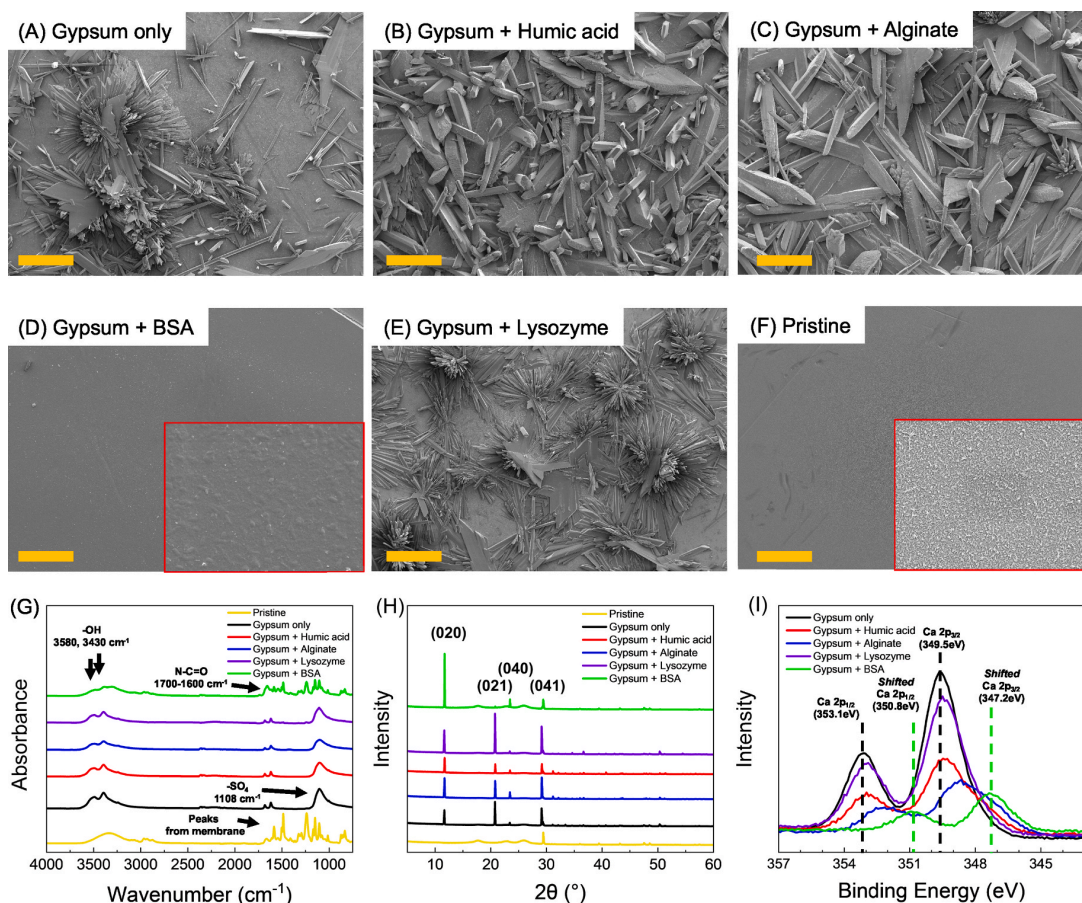 (A) Gypsum only
(B) Gypsum + Humic acid
(C) Gypsum + Alginate
(D) Gypsum + BSA
(E) Gypsum + Lysozyme
(F) Pristine
(G)
-OH
3580, 3430 cm⁻¹
N-C=O
1700-1600 cm⁻¹
-SO₄
1108 cm⁻¹
Peaks
from membrane
Pristine
Gypsum only
Gypsum + Humic acid
Gypsum + Alginate
Gypsum + Lysozyme
Gypsum + BSA
Absorbance
4000 3500 3000 2500 2000 1500 1000
Wavenumber (cm⁻¹)
(H)
(020)
(021)
(040)
(041)
Pristine
Gypsum only
Gypsum + Humic acid
Gypsum + Alginate
Gypsum + Lysozyme
Gypsum + BSA
Intensity
10 20 30 40 50 60
2θ (°)
(I)
Gypsum only
Gypsum + Humic acid
Gypsum + Alginate
Gypsum + Lysozyme
Gypsum + BSA
Ca 2p₃/₂
(349.5eV)
Ca 2p₁/₂
(353.1eV)
Shifted
Ca 2p₁/₂
(350.8eV)
Shifted
Ca 2p₃/₂
(347.2eV)
Intensity
357 354 351 348 345
Binding Energy (eV)